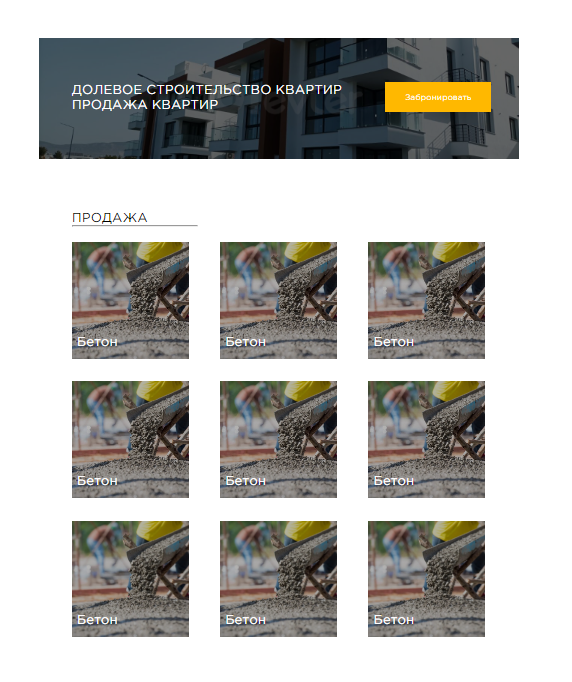 ДОЛЕВОЕ СТРОИТЕЛЬСТВО КВАРТИР
ПРОДАЖА КВАРТИР
Забронировать
ПРОДАЖА
Бетон
Бетон
Бетон
Бетон
Бетон
Бетон
Бетон
Бетон
Бетон